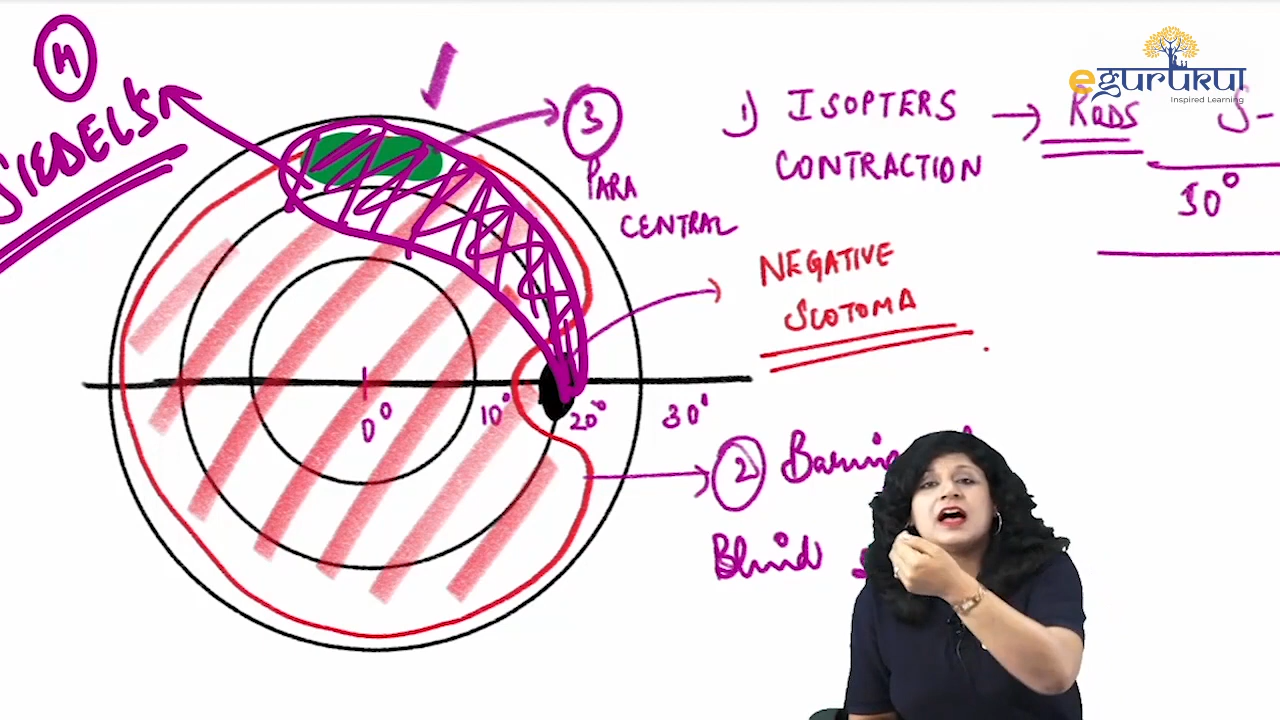 4
SIEDEL'S
egurukul
Inspired Learning
3
PARA
CENTRAL
1) ISOPTERS → RODS S-
CONTRACTION
30°
NEGATIVE
SCOTOMA
0° 10° 20° 30°
2
Blind